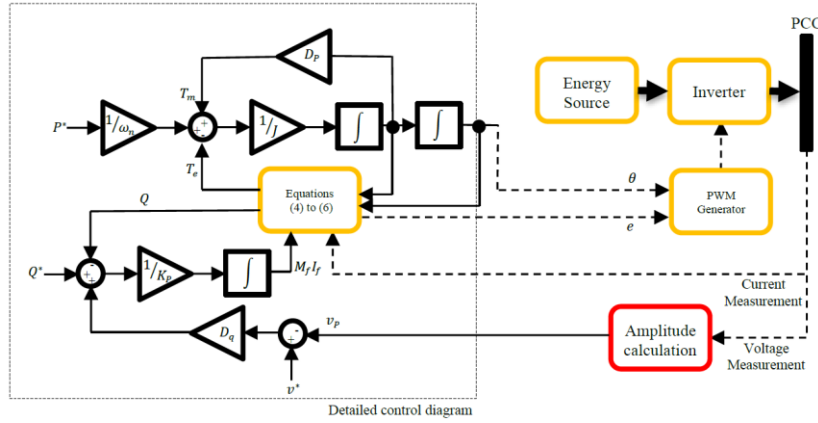 PCC
D_P
Energy
Source
Inverter
T_m
P*
1/ω_n
+
+
-
1/J
∫
∫
T_e
θ
PWM
Generator
Equations
(4) to (6)
Q
e
-
+
+
Q*
1/K_P
∫
M_f I_f
Current
Measurement
D_q
-
+
v_P
Amplitude
calculation
Voltage
Measurement
v*
Detailed control diagram